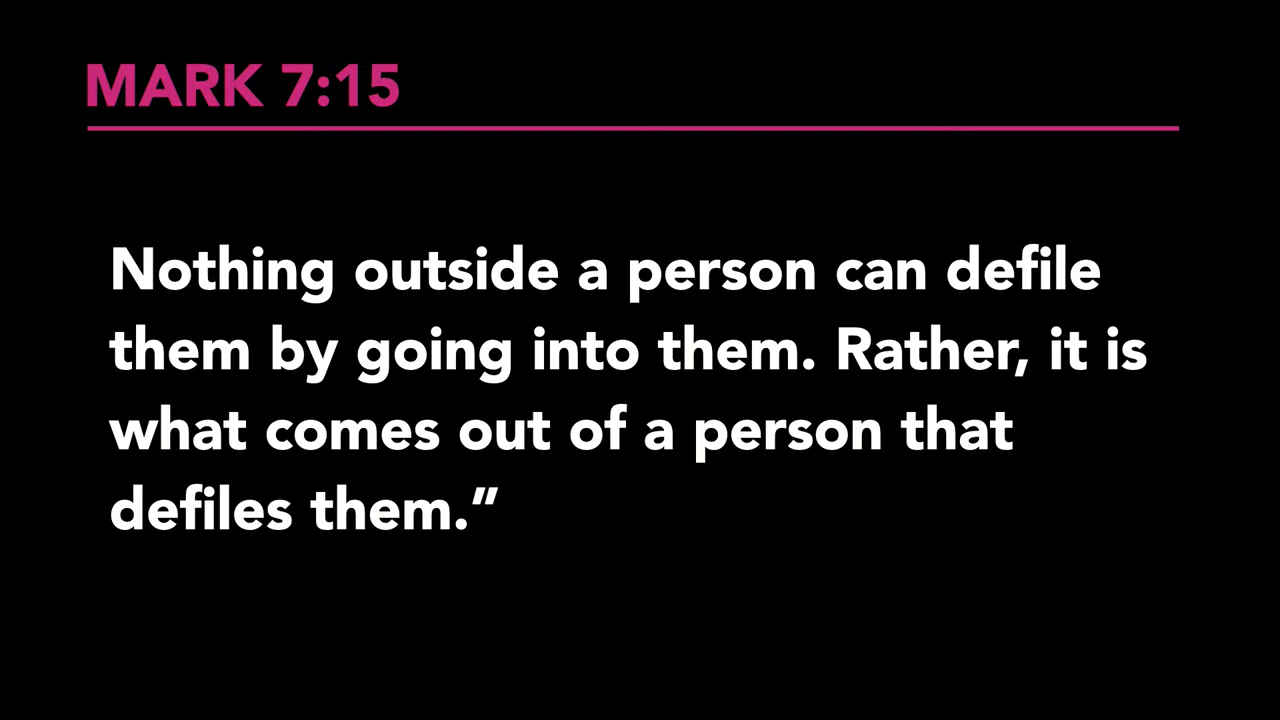 MARK 7:15
Nothing outside a person can defile
them by going into them. Rather, it is
what comes out of a person that
defiles them.”